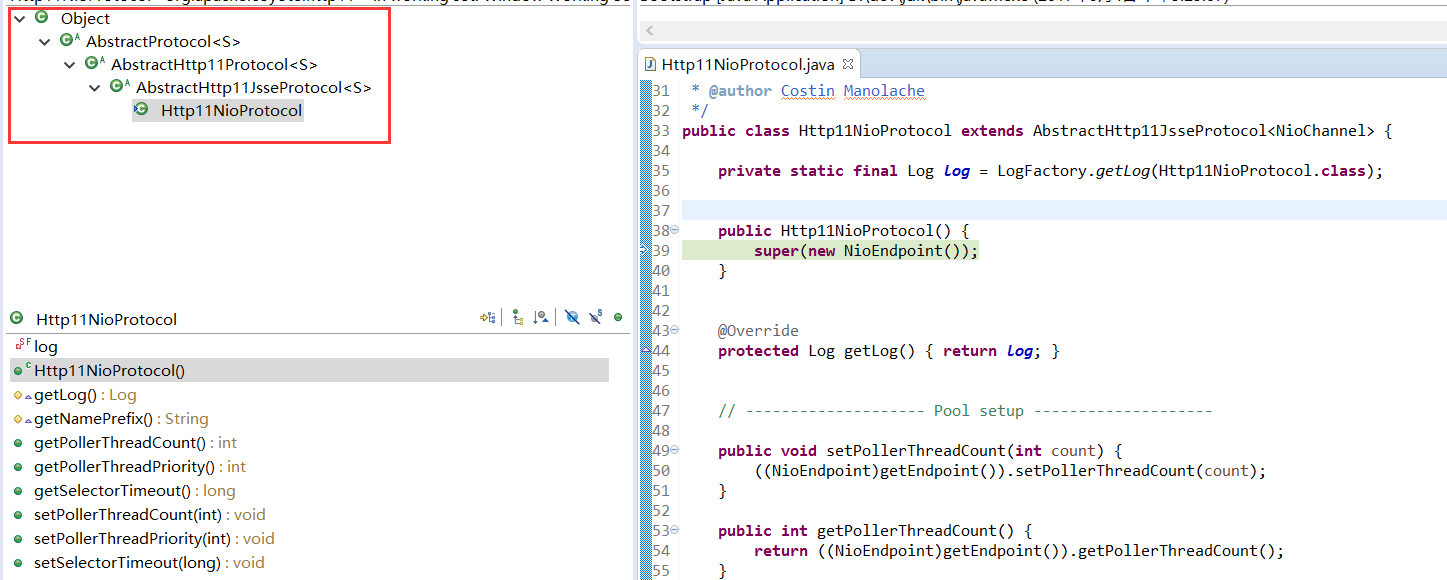 Object
AbstractProtocol<S>
AbstractHttp11Protocol<S>
AbstractHttp11JsseProtocol<S>
Http11NioProtocol
Http11NioProtocol
log
Http11NioProtocol()
getLog() : Log
getNamePrefix() : String
getPollerThreadCount() : int
getPollerThreadPriority() : int
getSelectorTimeout() : long
setPollerThreadCount(int) : void
setPollerThreadPriority(int) : void
setSelectorTimeout(long) : void
Http11NioProtocol.java
31 * @author Costin Manolache
32 */
33 public class Http11NioProtocol extends AbstractHttp11JsseProtocol<NioChannel> {
34
35 private static final Log log = LogFactory.getLog(Http11NioProtocol.class);
36
37
38 public Http11NioProtocol() {
39 super(new NioEndpoint());
40 }
41
42
43 @Override
44 protected Log getLog() { return log; }
45
46
47 // -------------------- Pool setup --------------------
48
49 public void setPollerThreadCount(int count) {
50 ((NioEndpoint)getEndpoint()).setPollerThreadCount(count);
51 }
52
53 public int getPollerThreadCount() {
54 return ((NioEndpoint)getEndpoint()).getPollerThreadCount();
55 }